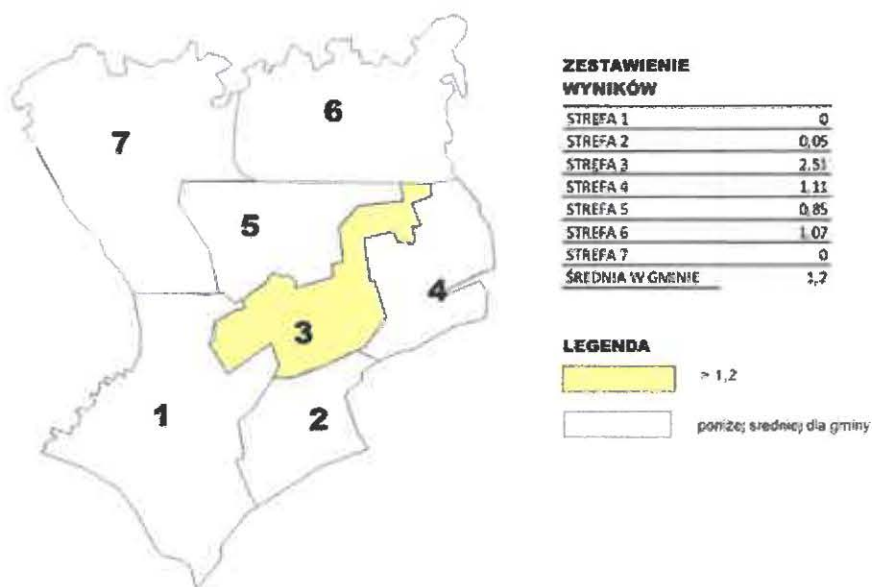 6
7
5
4
3
1
2
ZESTAWIENIE
WYNIKÓW
STREFA 1 0
STREFA 2 0,05
STREFA 3 2,51
STREFA 4 1,11
STREFA 5 0,85
STREFA 6 1,07
STREFA 7 0
ŚREDNIA W GMINIE 1,2
LEGENDA
> 1,2
poniżej średniej dla gminy